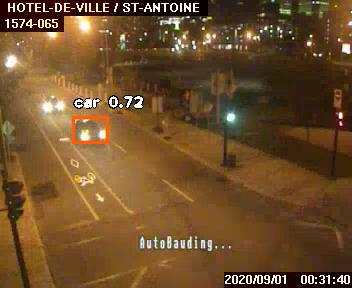 HOTEL-DE-VILLE / ST-ANTOINE
1574-065
car 0.72
AutoBauding...
2020/09/01 00:31:40